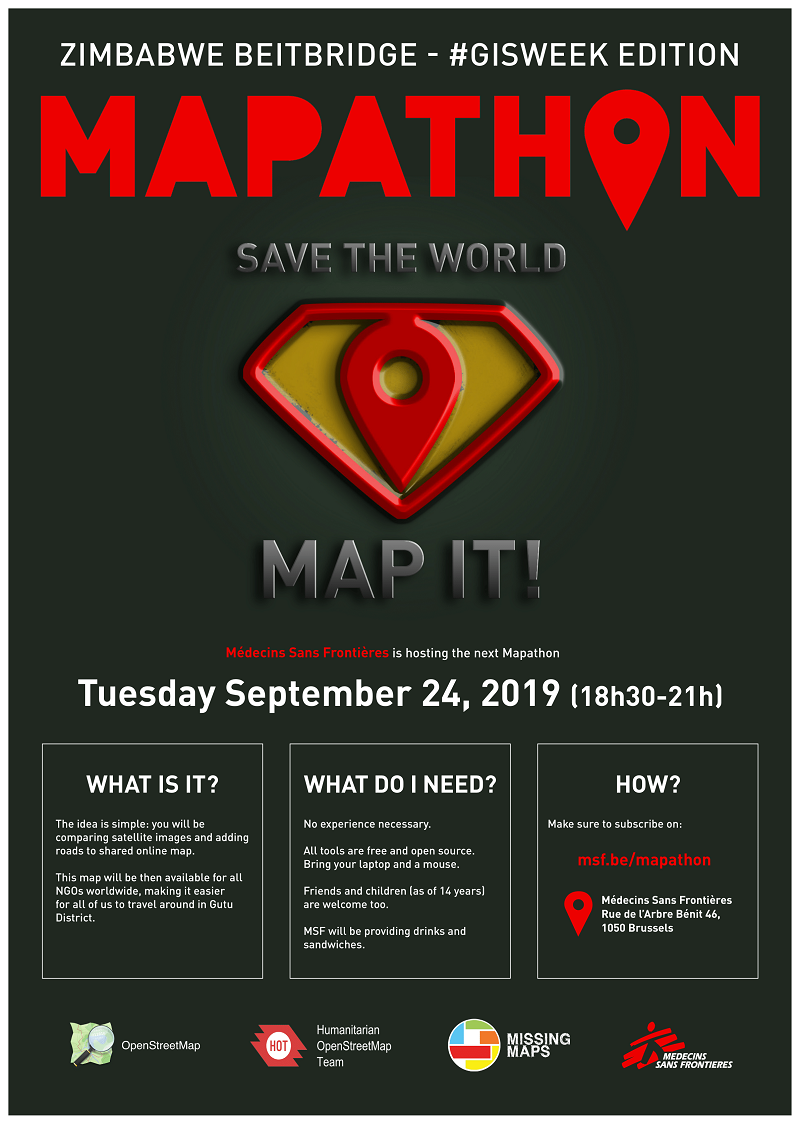 ZIMBABWE BEITBRIDGE - #GISWEEK EDITION
MAPATHON
SAVE THE WORLD
MAP IT!
Médecins Sans Frontières is hosting the next Mapathon
Tuesday September 24, 2019 (18h30-21h)
WHAT IS IT?
The idea is simple: you will be
comparing satellite images and adding
roads to shared online map.
This map will be then available for all
NGOs worldwide, making it easier
for all of us to travel around in Gutu
District.
WHAT DO I NEED?
No experience necessary.
All tools are free and open source.
Bring your laptop and a mouse.
Friends and children (as of 14 years)
are welcome too.
MSF will be providing drinks and
sandwiches.
HOW?
Make sure to subscribe on:
msf.be/mapathon
Médecins Sans Frontières
Rue de l'Arbre Bénit 46,
1050 Brussels
OpenStreetMap
HOT
Humanitarian
OpenStreetMap
Team
MISSING
MAPS
MEDECINS
SANS FRONTIERES